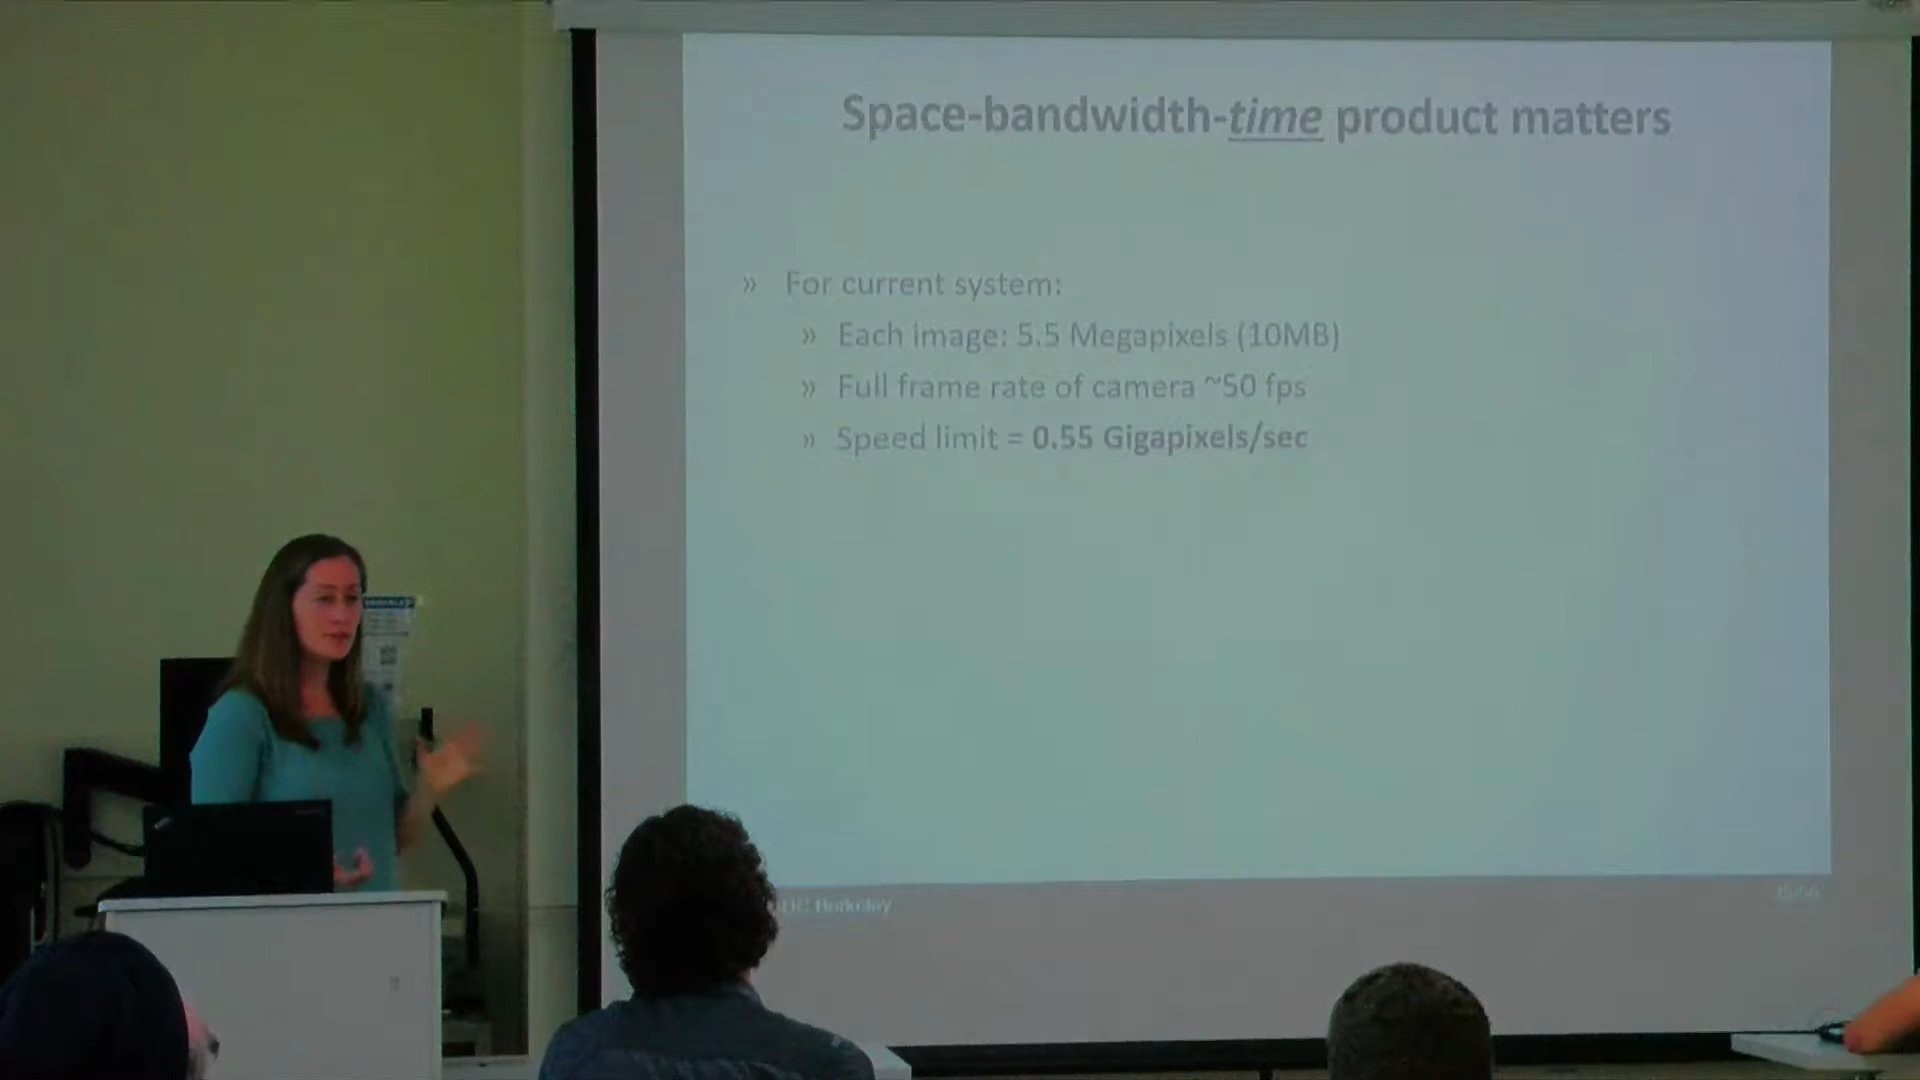 Space-bandwidth-time product matters
» For current system:
» Each image: 5.5 Megapixels (10MB)
» Full frame rate of camera ~50 fps
» Speed limit = 0.55 Gigapixels/sec
UC Berkeley